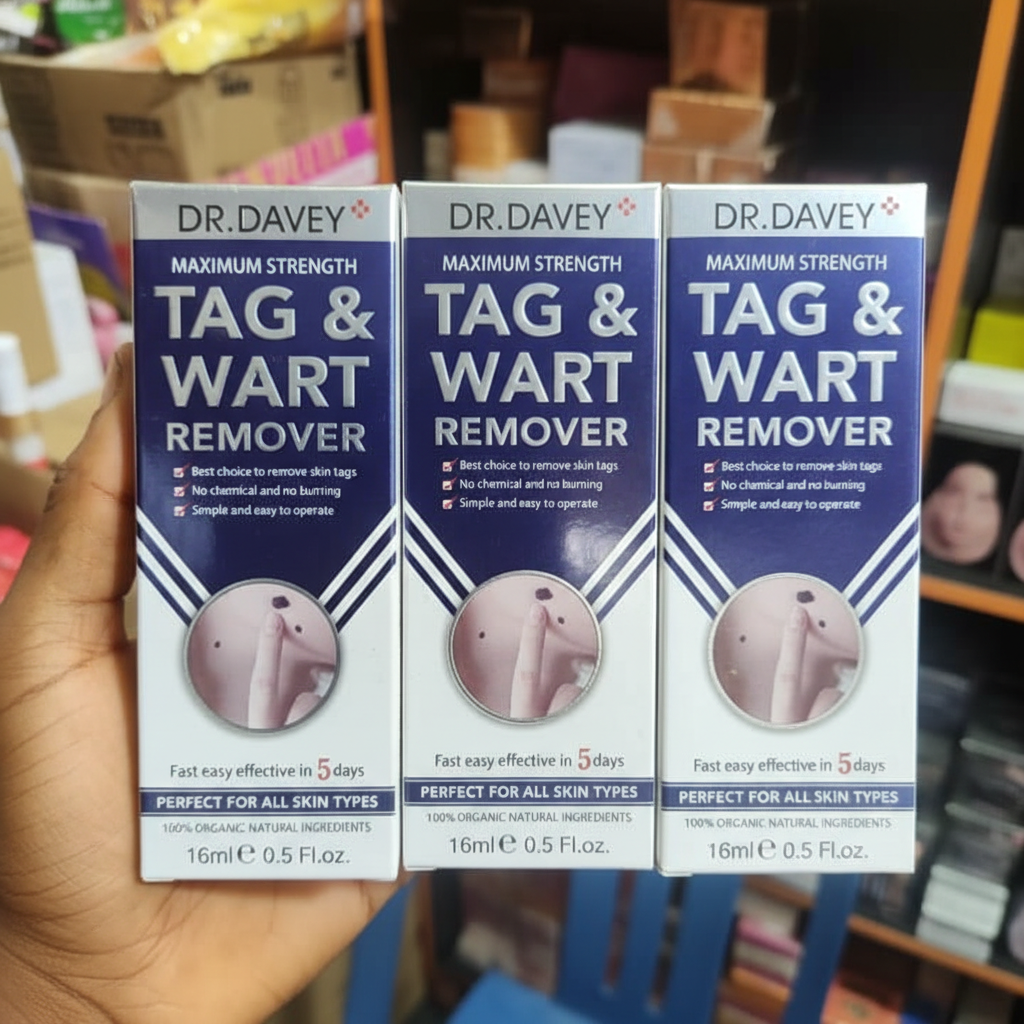 DR.DAVEY
MAXIMUM STRENGTH
TAG &
WART
REMOVER
Best choice to remove skin tags
No chemical and no burning
Simple and easy to operate
Fast easy effective in 5 days
PERFECT FOR ALL SKIN TYPES
100% ORGANIC NATURAL INGREDIENTS
16ml e 0.5 Fl.oz.
DR.DAVEY
MAXIMUM STRENGTH
TAG &
WART
REMOVER
Best choice to remove skin tags
No chemical and no burning
Simple and easy to operate
Fast easy effective in 5 days
PERFECT FOR ALL SKIN TYPES
100% ORGANIC NATURAL INGREDIENTS
16ml e 0.5 Fl.oz.
DR.DAVEY
MAXIMUM STRENGTH
TAG &
WART
REMOVER
Best choice to remove skin tags
No chemical and no burning
Simple and easy to operate
Fast easy effective in 5 days
PERFECT FOR ALL SKIN TYPES
100% ORGANIC NATURAL INGREDIENTS
16ml e 0.5 Fl.oz.